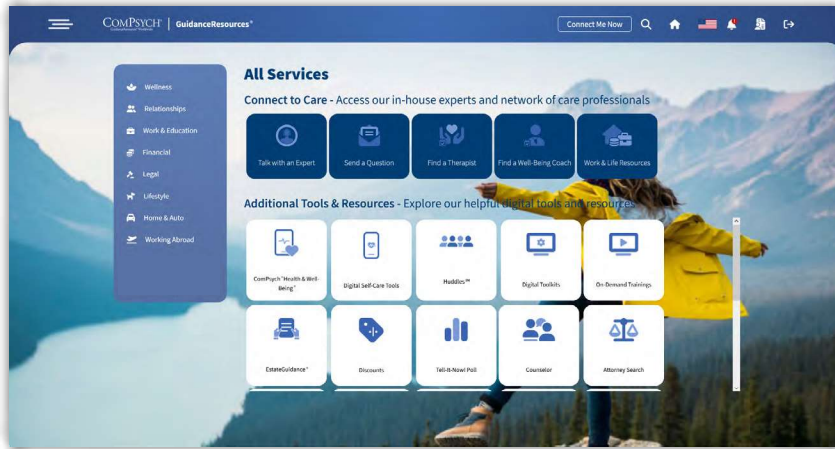 COMPSYCH® | GuidanceResources®
Connect Me Now
Wellness
Relationships
Work & Education
Financial
Legal
Lifestyle
Home & Auto
Working Abroad
All Services
Connect to Care - Access our in-house experts and network of care professionals
Talk with an Expert
Send a Question
Find a Therapist
Find a Well-Being Coach
Work & Life Resources
Additional Tools & Resources - Explore our helpful digital tools and resources
ComPsych® Health & Well-
Being®
Digital Self-Care Tools
Huddles℠
Digital Toolkits
On-Demand Trainings
EstateGuidance®
Discounts
Tell-It-Now! Poll
Counselor
Attorney Search